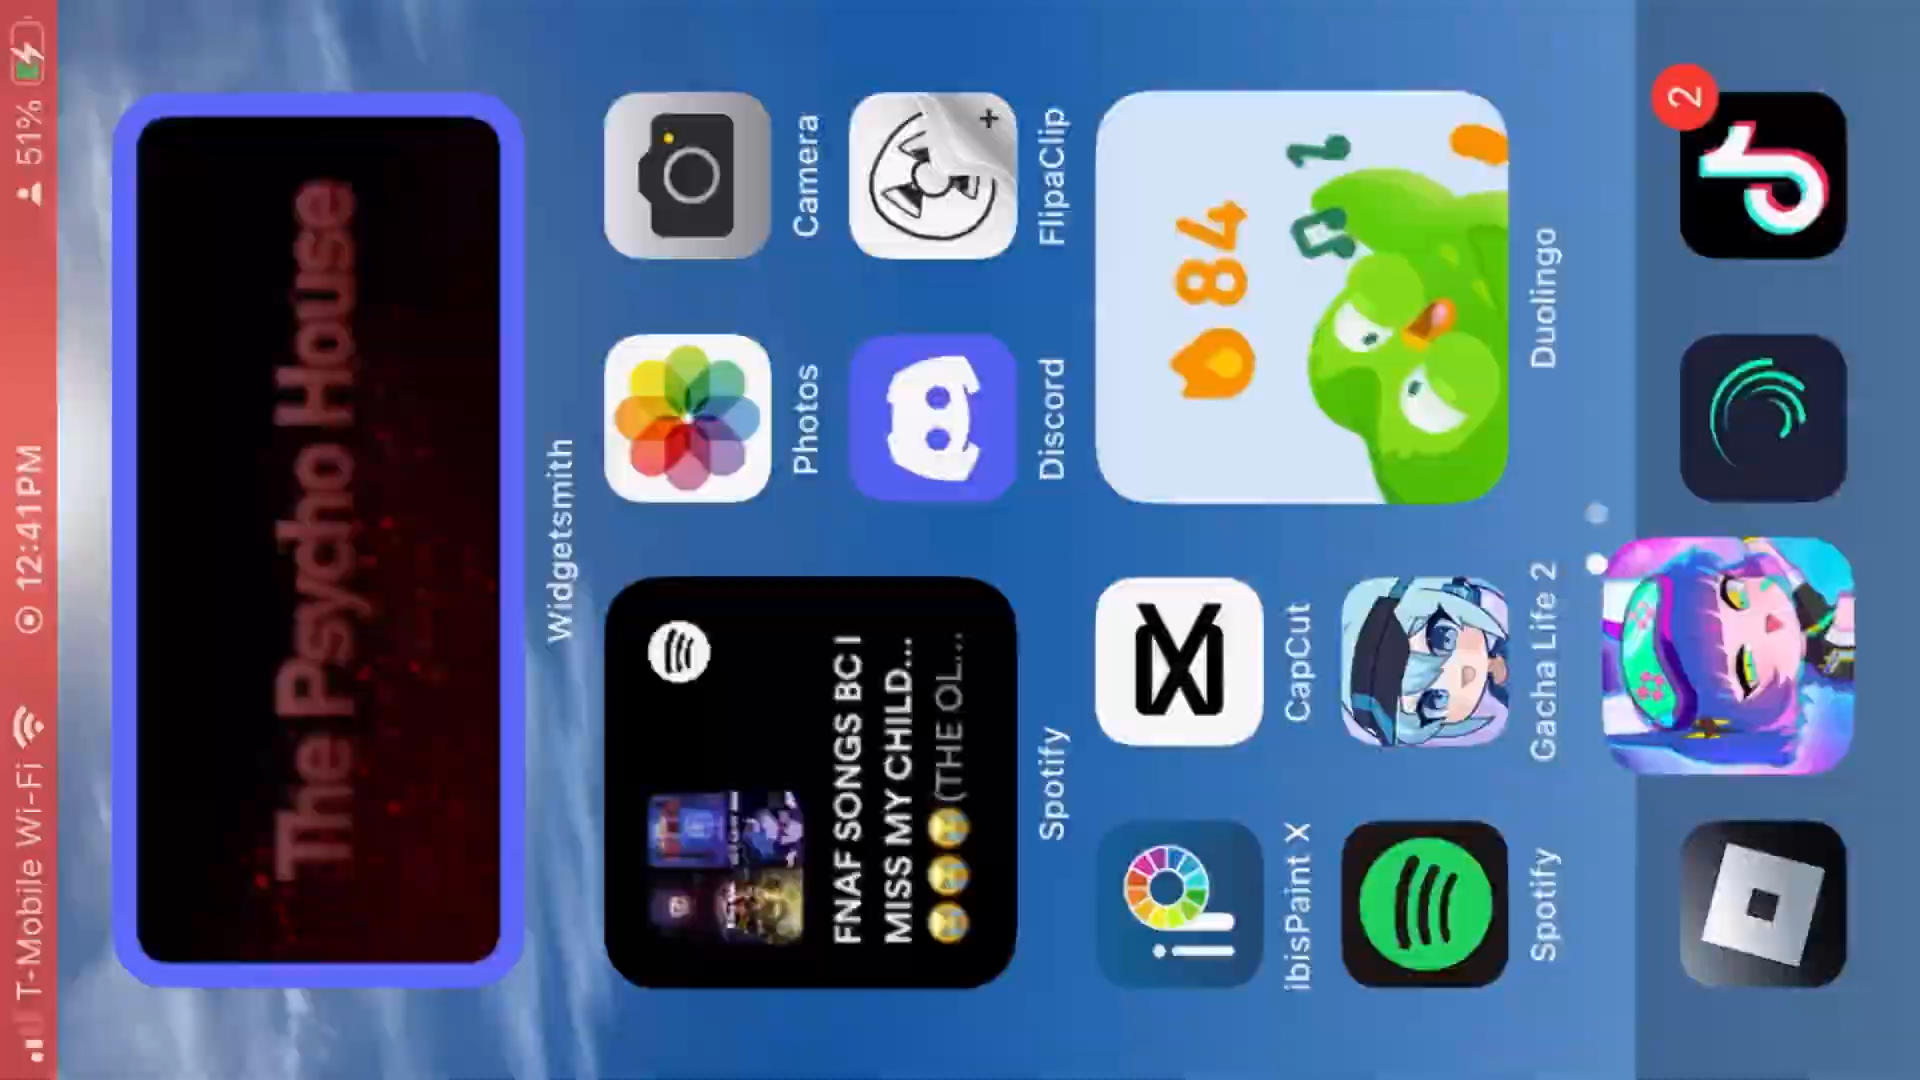 T-Mobile Wi-Fi
12:41 PM
51%
The Psycho House
Widgetsmith
FNAF SONGS BC I
MISS MY CHILD...
😭😭😭(THE OL...
Spotify
Photos
Camera
Discord
FlipaClip
ibisPaint X
CapCut
84
Spotify
Gacha Life 2
Duolingo
2